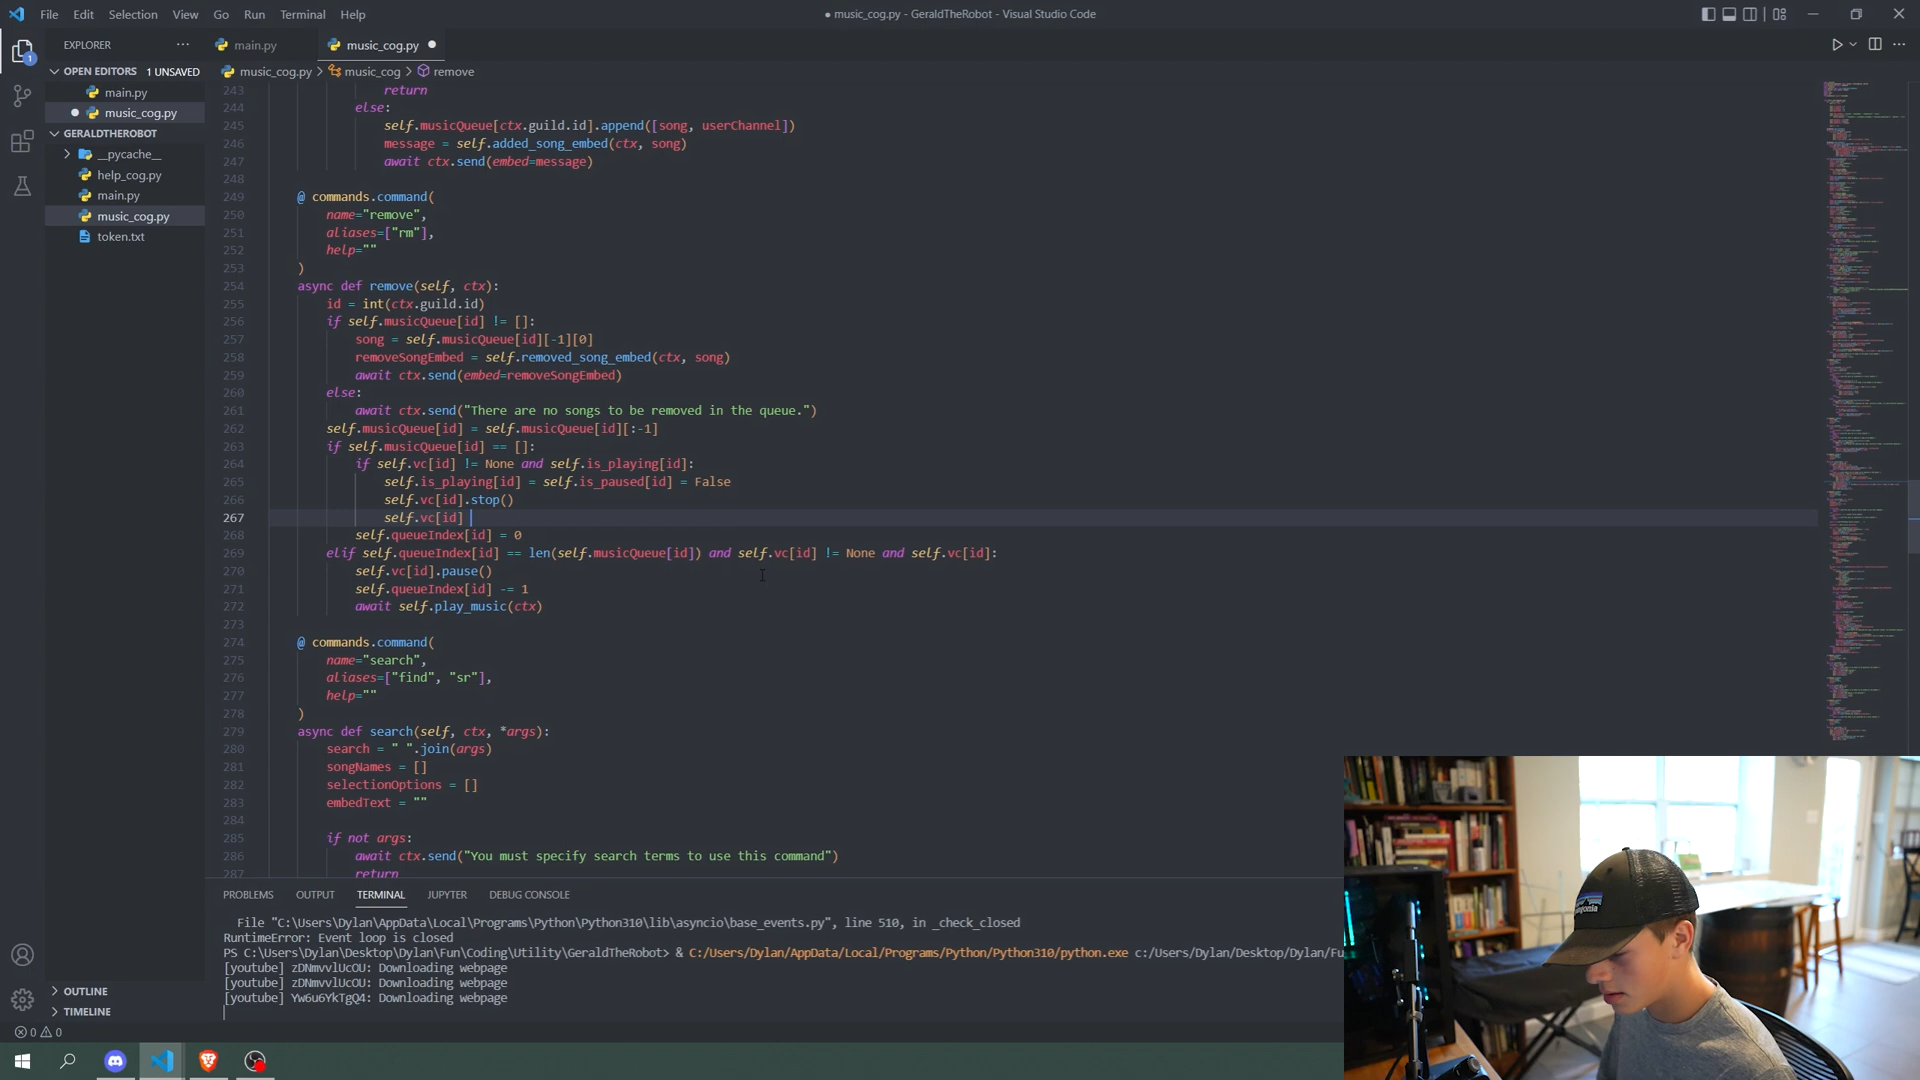 File Edit Selection View Go Run Terminal Help
● music_cog.py - GeraldTheRobot - Visual Studio Code
EXPLORER
main.py
music_cog.py
OPEN EDITORS 1 UNSAVED
music_cog.py > music_cog > remove
main.py
music_cog.py
GERALDTHEROBOT
__pycache__
help_cog.py
main.py
music_cog.py
token.txt
243 return
244 else:
245 self.musicQueue[ctx.guild.id].append([song, userChannel])
246 message = self.added_song_embed(ctx, song)
247 await ctx.send(embed=message)
248
249 @ commands.command(
250 name="remove",
251 aliases=["rm"],
252 help=""
253 )
254 async def remove(self, ctx):
255 id = int(ctx.guild.id)
256 if self.musicQueue[id] != []:
257 song = self.musicQueue[id][-1][0]
258 removeSongEmbed = self.removed_song_embed(ctx, song)
259 await ctx.send(embed=removeSongEmbed)
260 else:
261 await ctx.send("There are no songs to be removed in the queue.")
262 self.musicQueue[id] = self.musicQueue[id][:-1]
263 if self.musicQueue[id] == []:
264 if self.vc[id] != None and self.is_playing[id]:
265 self.is_playing[id] = self.is_paused[id] = False
266 self.vc[id].stop()
267 self.vc[id]
268 self.queueIndex[id] = 0
269 elif self.queueIndex[id] == len(self.musicQueue[id]) and self.vc[id] != None and self.vc[id]:
270 self.vc[id].pause()
271 self.queueIndex[id] -= 1
272 await self.play_music(ctx)
273
274 @ commands.command(
275 name="search",
276 aliases=["find", "sr"],
277 help=""
278 )
279 async def search(self, ctx, *args):
280 search = " ".join(args)
281 songNames = []
282 selectionOptions = []
283 embedText = ""
284
285 if not args:
286 await ctx.send("You must specify search terms to use this command")
287 return
PROBLEMS OUTPUT TERMINAL JUPYTER DEBUG CONSOLE
File "C:\Users\Dylan\AppData\Local\Programs\Python\Python310\lib\asyncio\base_events.py", line 510, in _check_closed
RuntimeError: Event loop is closed
PS C:\Users\Dylan\Desktop\Dylan\Fun\Coding\Utility\GeraldTheRobot> & C:/Users/Dylan/AppData/Local/Programs/Python/Python310/python.exe c:/Users/Dylan/Desktop/Dylan/Fu
[youtube] zDNmvvlUcOU: Downloading webpage
[youtube] zDNmvvlUcOU: Downloading webpage
[youtube] Yw6u6YkTgQ4: Downloading webpage
OUTLINE
TIMELINE
0 0
patagonia